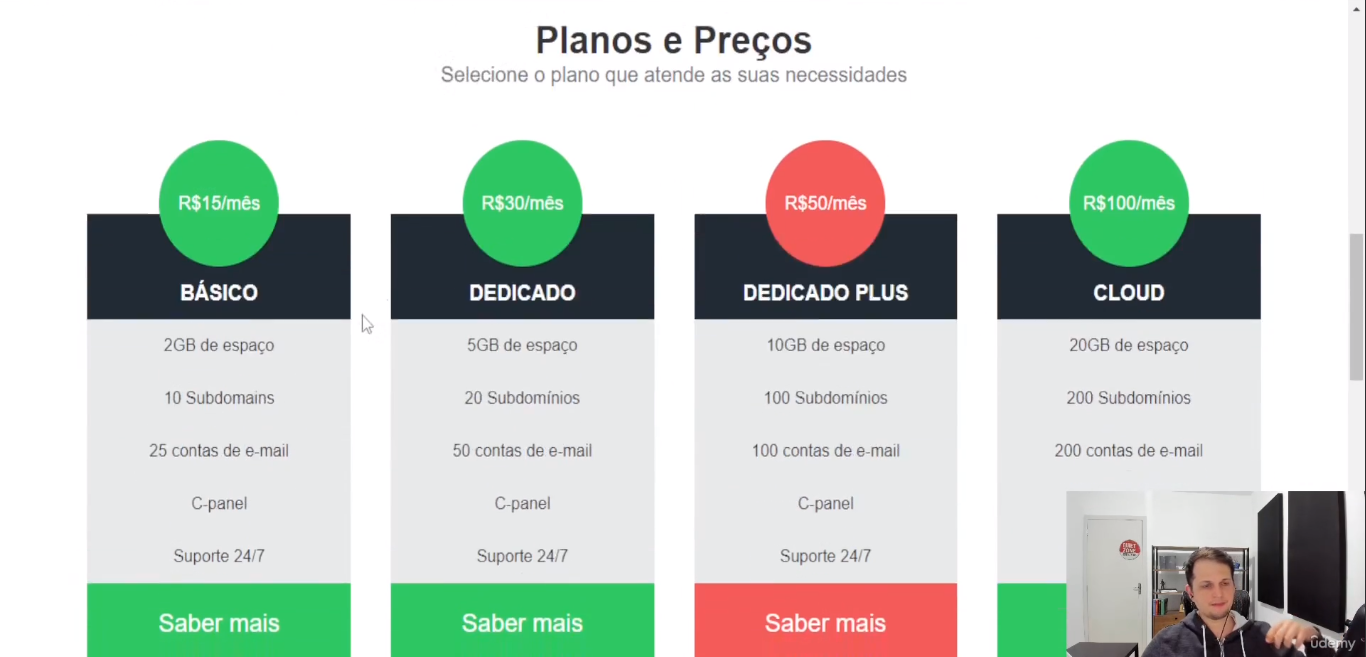 Planos e Preços
Selecione o plano que atende as suas necessidades
R$15/mês
BÁSICO
2GB de espaço
10 Subdomains
25 contas de e-mail
C-panel
Suporte 24/7
Saber mais
R$30/mês
DEDICADO
5GB de espaço
20 Subdomínios
50 contas de e-mail
C-panel
Suporte 24/7
Saber mais
R$50/mês
DEDICADO PLUS
10GB de espaço
100 Subdomínios
100 contas de e-mail
C-panel
Suporte 24/7
Saber mais
R$100/mês
CLOUD
20GB de espaço
200 Subdomínios
200 contas de e-mail
ûdemy